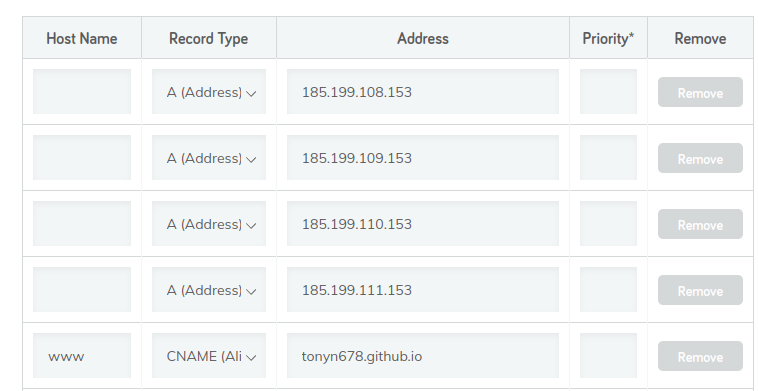 Host Name Record Type Address Priority* Remove
A (Address) 185.199.108.153 Remove
A (Address) 185.199.109.153 Remove
A (Address) 185.199.110.153 Remove
A (Address) 185.199.111.153 Remove
www CNAME (Ali tonyn678.github.io Remove